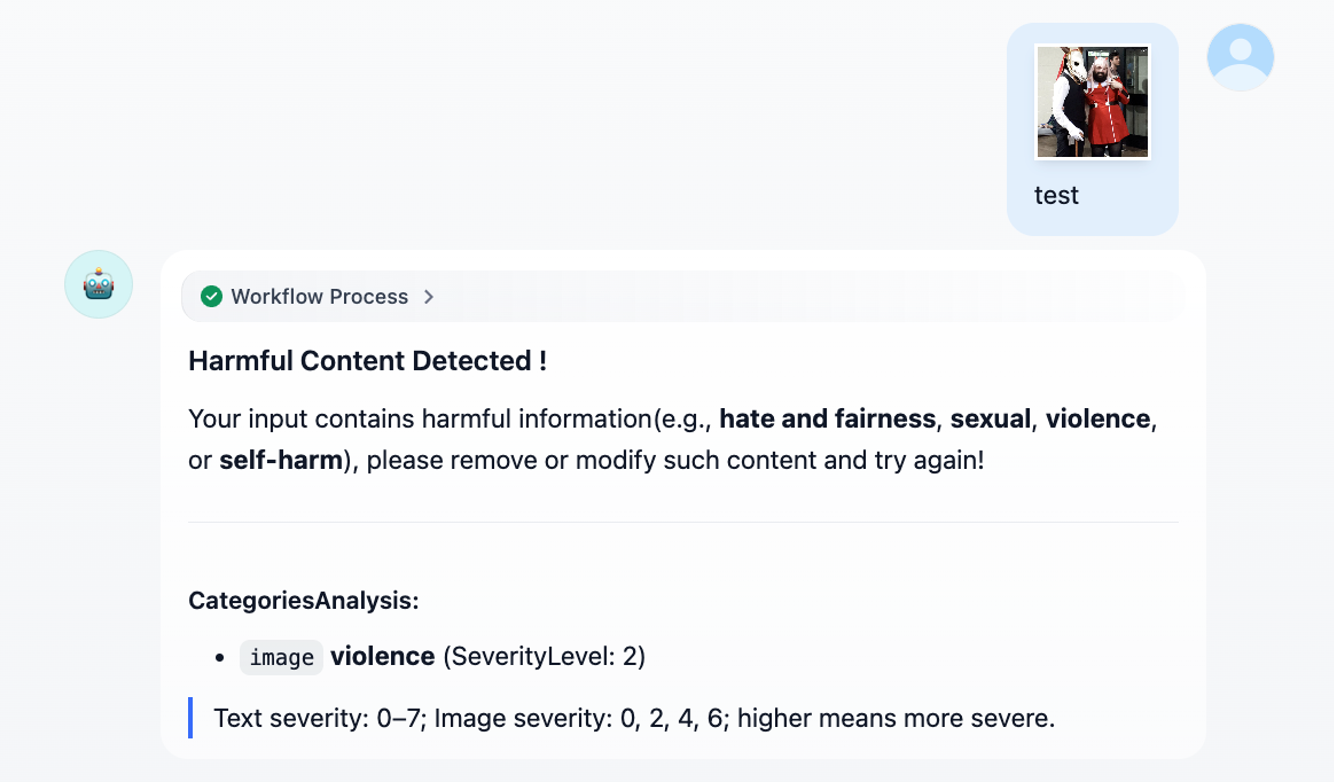 test
Workflow Process
Harmful Content Detected !
Your input contains harmful information(e.g., hate and fairness, sexual, violence,
or self-harm), please remove or modify such content and try again!
CategoriesAnalysis:
image violence (SeverityLevel: 2)
Text severity: 0–7; Image severity: 0, 2, 4, 6; higher means more severe.